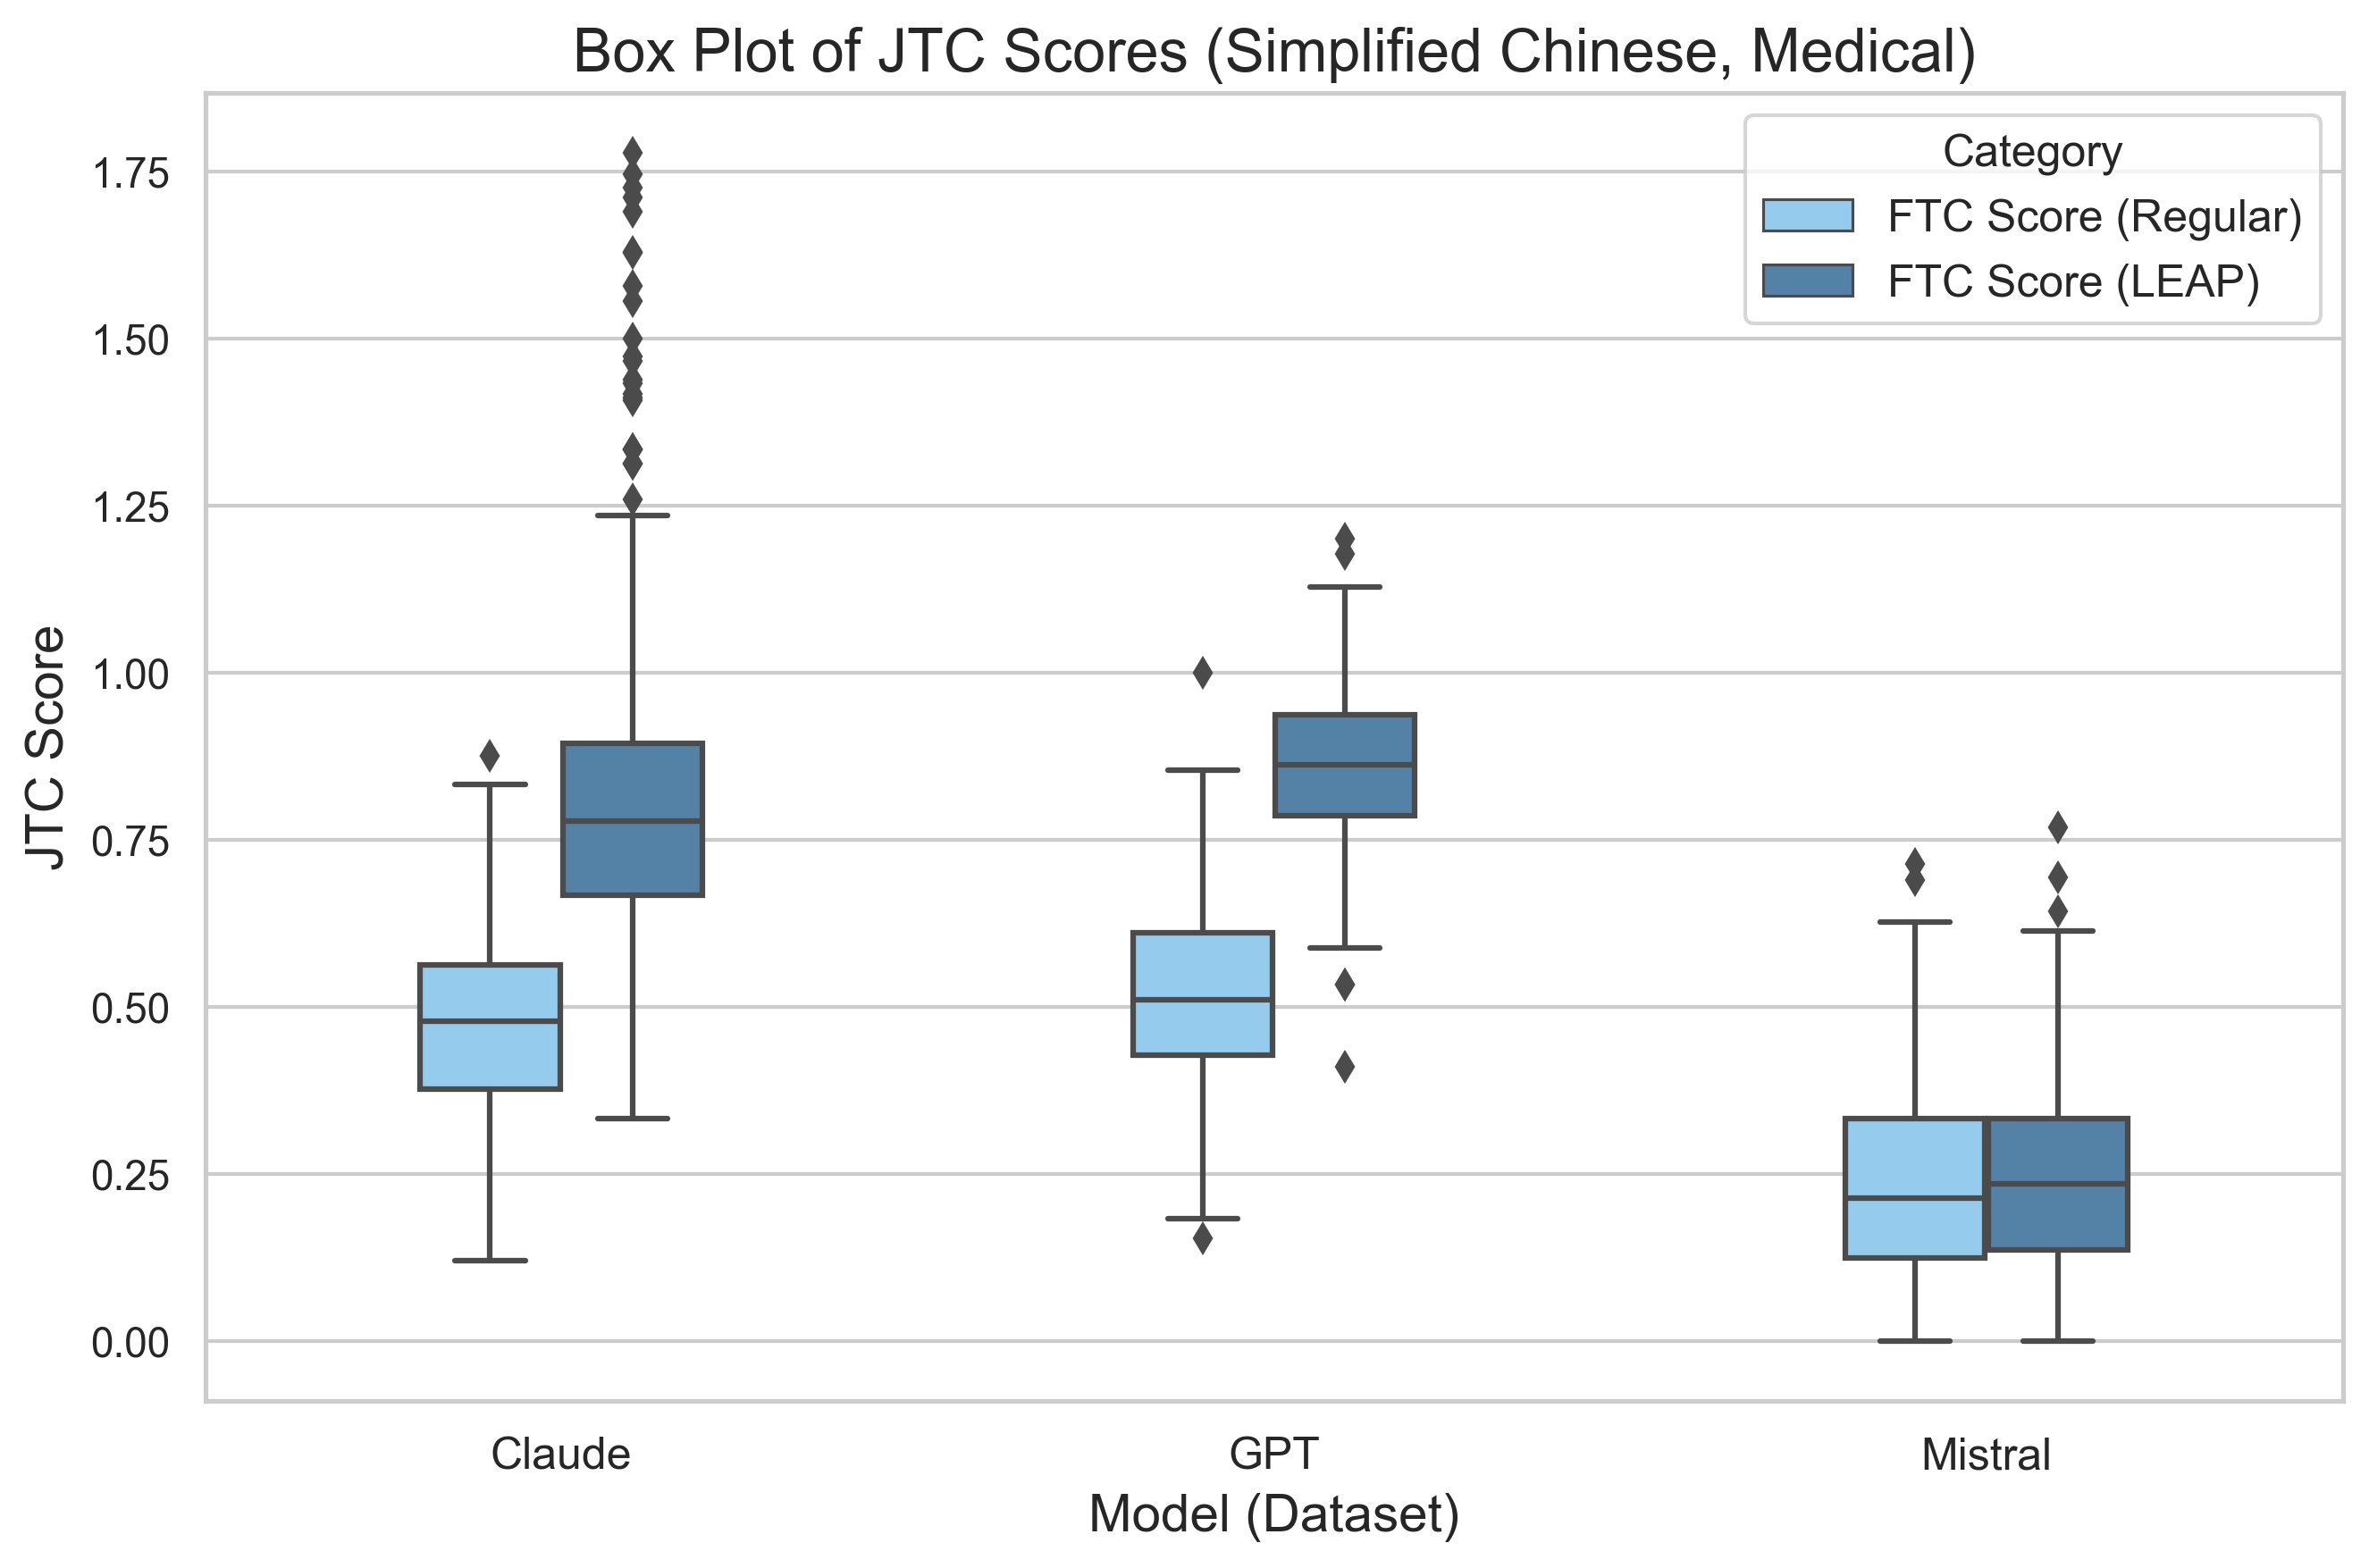 Box Plot of JTC Scores (Simplified Chinese, Medical)
Category
FTC Score (Regular)
FTC Score (LEAP)
JTC Score
1.75
1.50
1.25
1.00
0.75
0.50
0.25
0.00
Claude
GPT
Mistral
Model (Dataset)